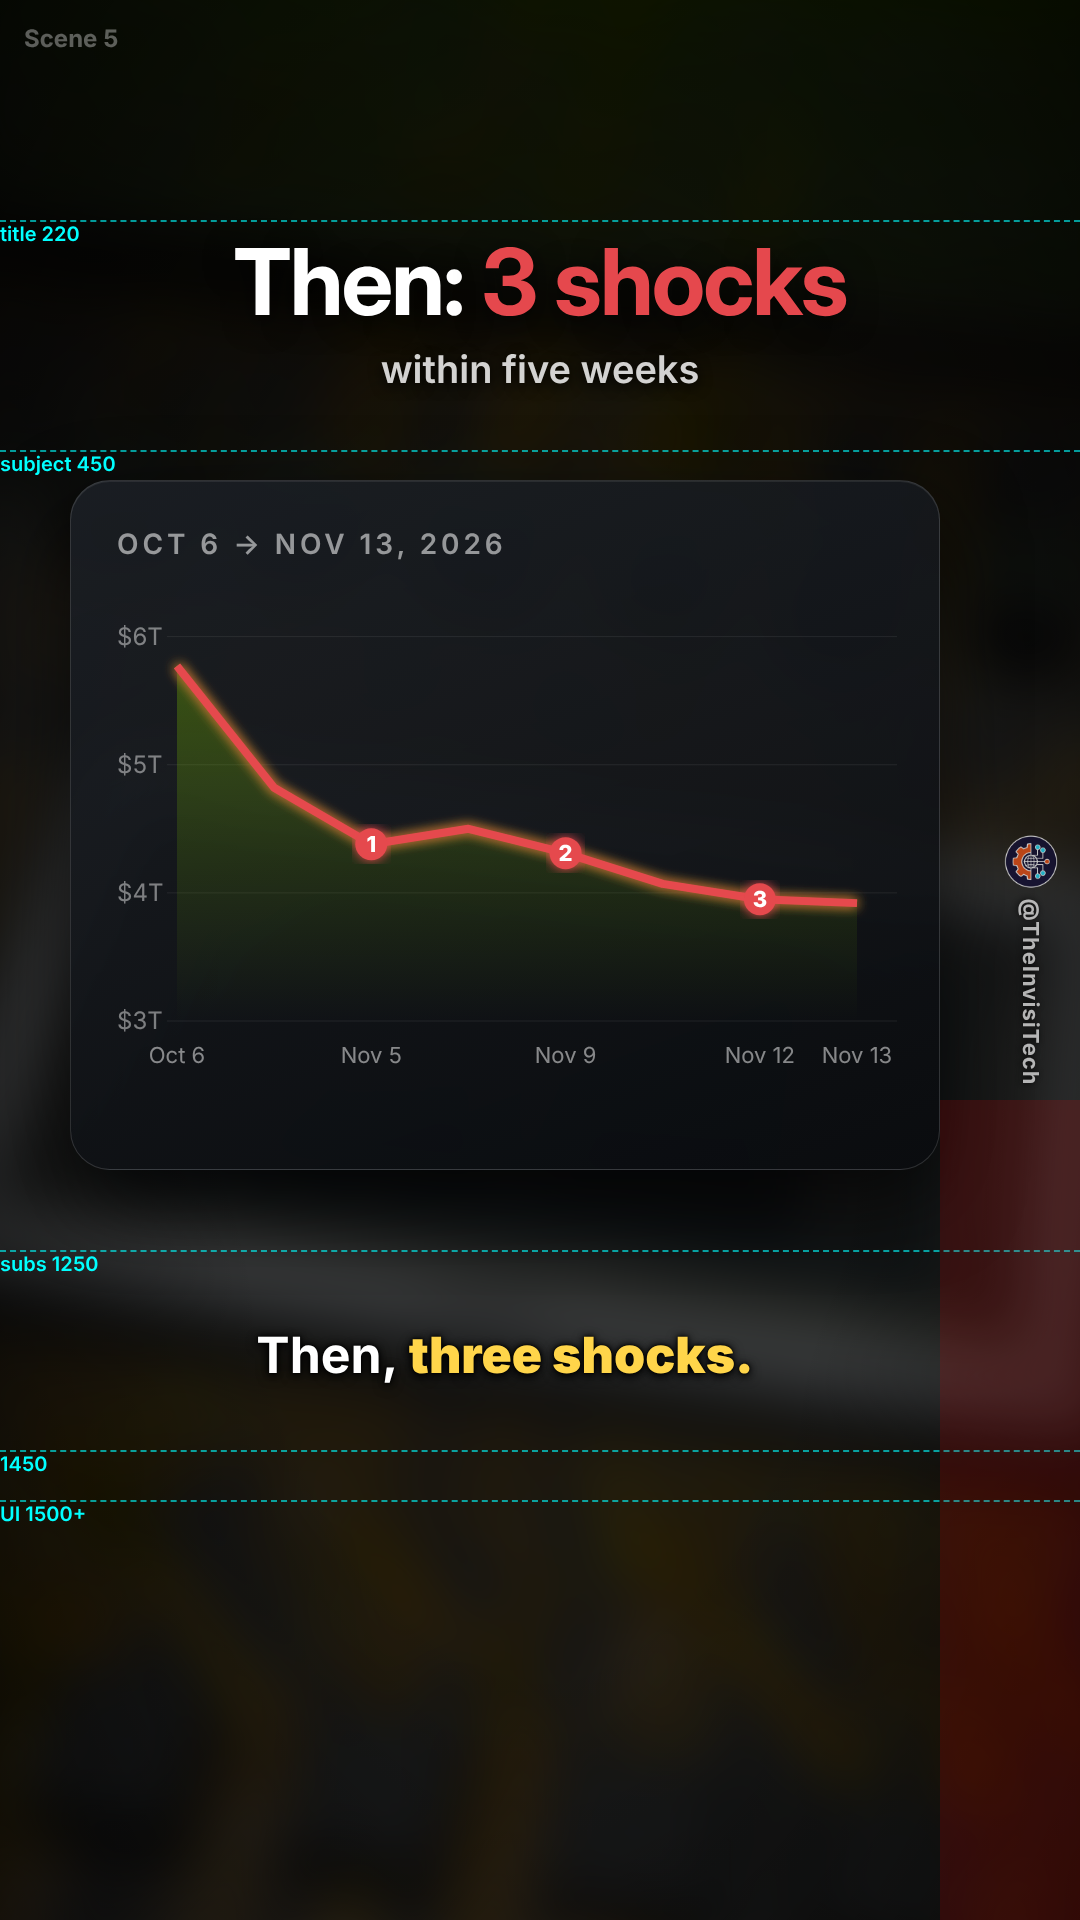 Scene 5
title 220
Then: 3 shocks
within five weeks
subject 450
OCT 6 → NOV 13, 2026
$6T
$5T
1
2
$4T
3
@TheInvisiTech
$3T
Oct 6 Nov 5 Nov 9 Nov 12 Nov 13
subs 1250
Then, three shocks.
1450
UI 1500+